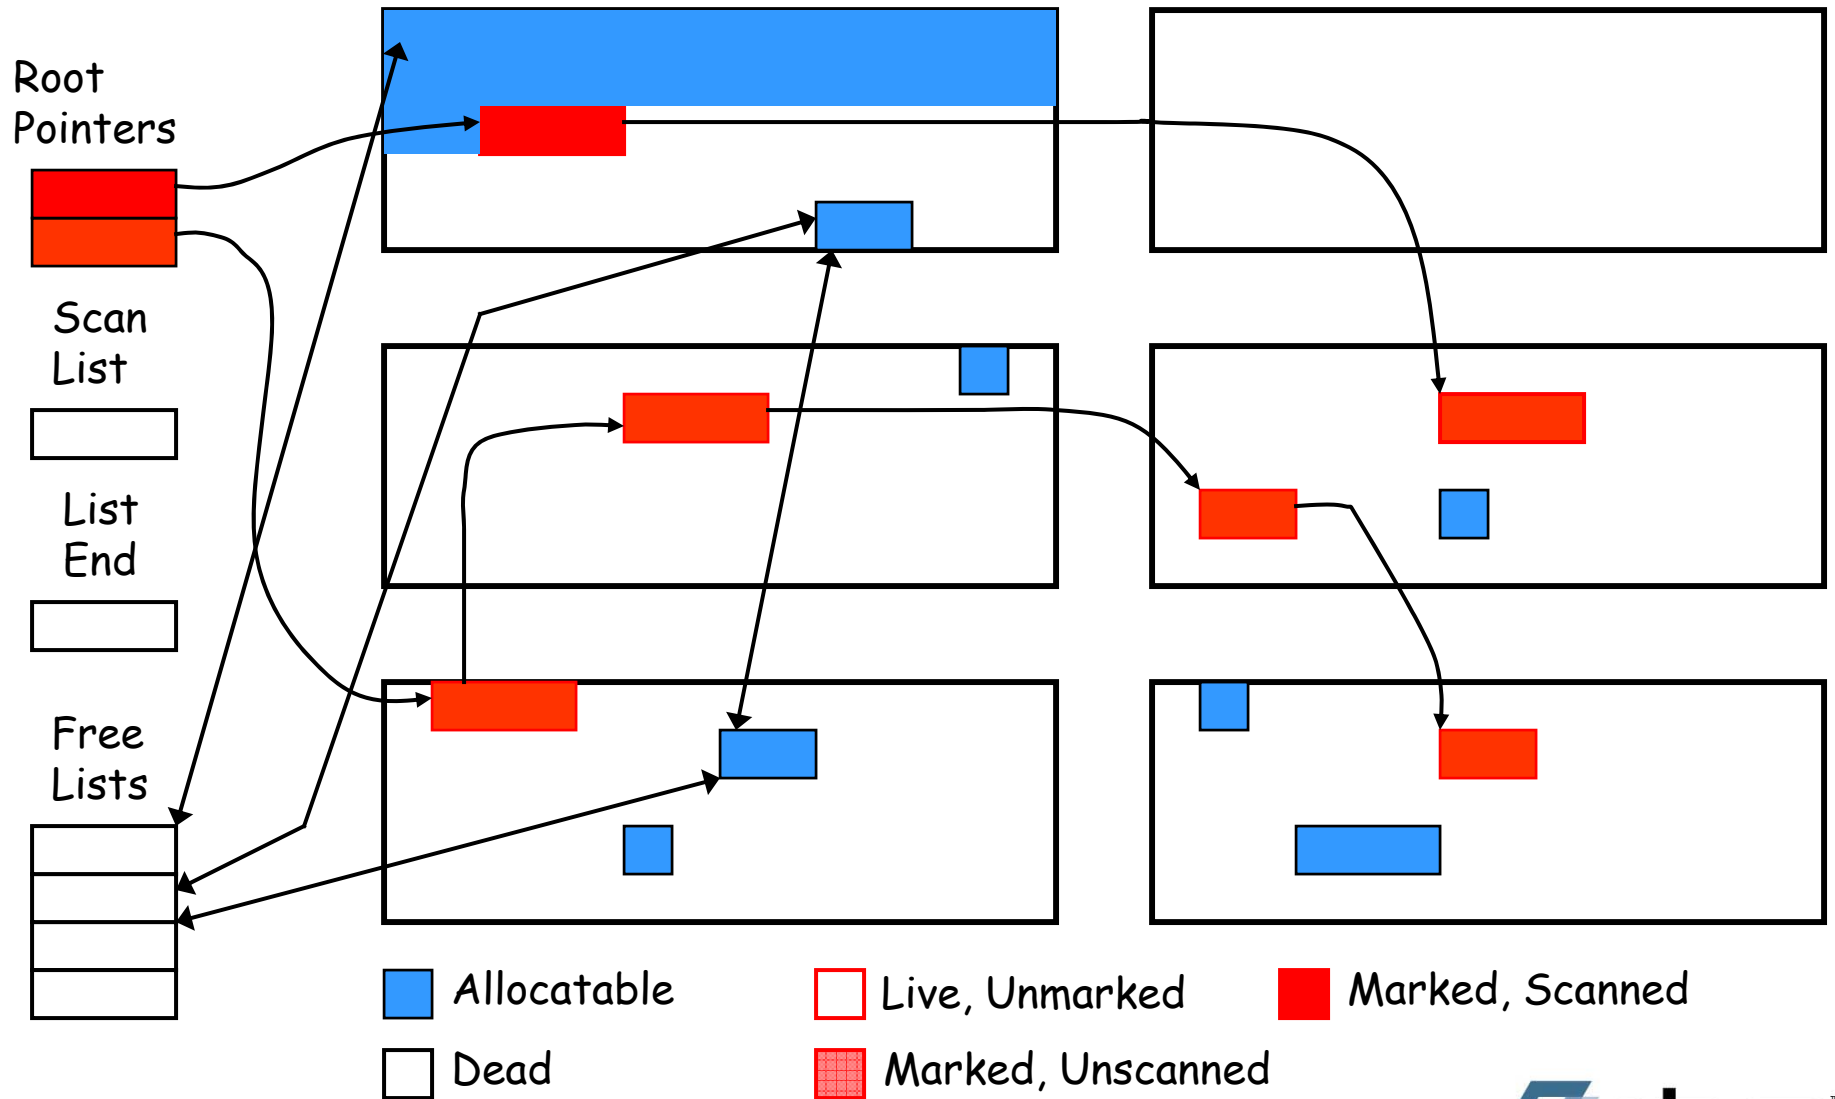 Root
Pointers
Scan
List
List
End
Free
Lists
Allocatable
Live, Unmarked
Marked, Scanned
Dead
Marked, Unscanned